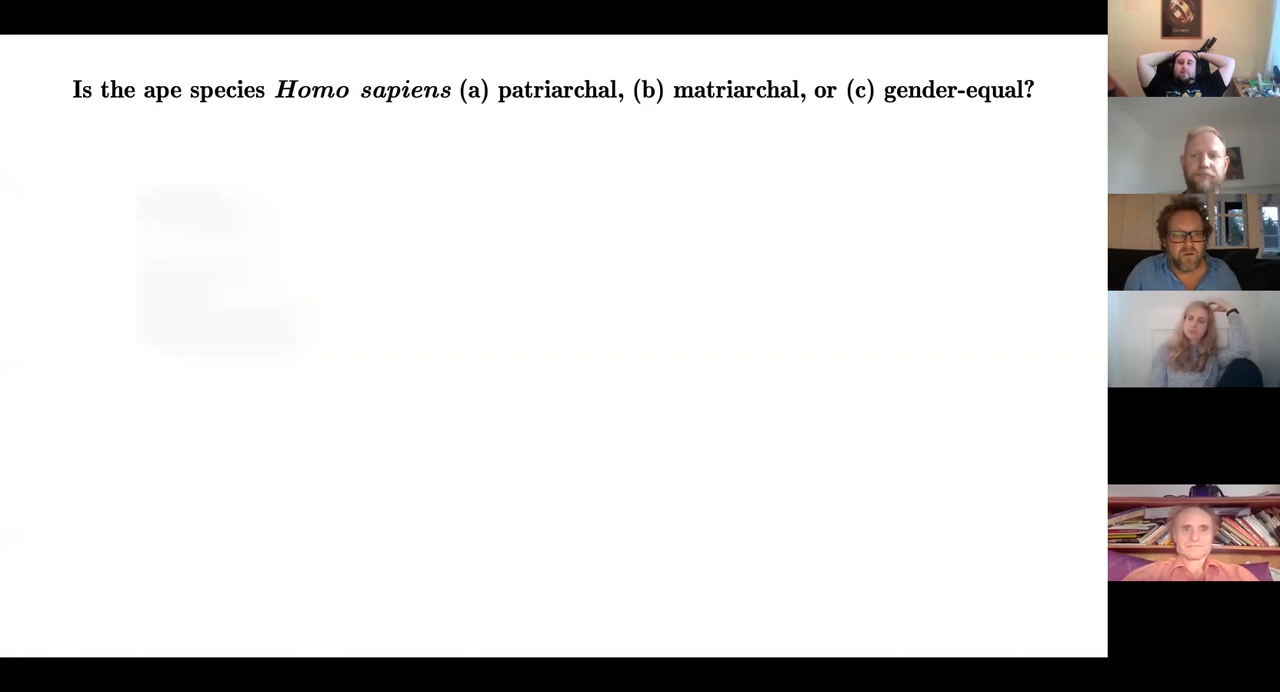 Is the ape species Homo sapiens (a) patriarchal, (b) matriarchal, or (c) gender-equal?